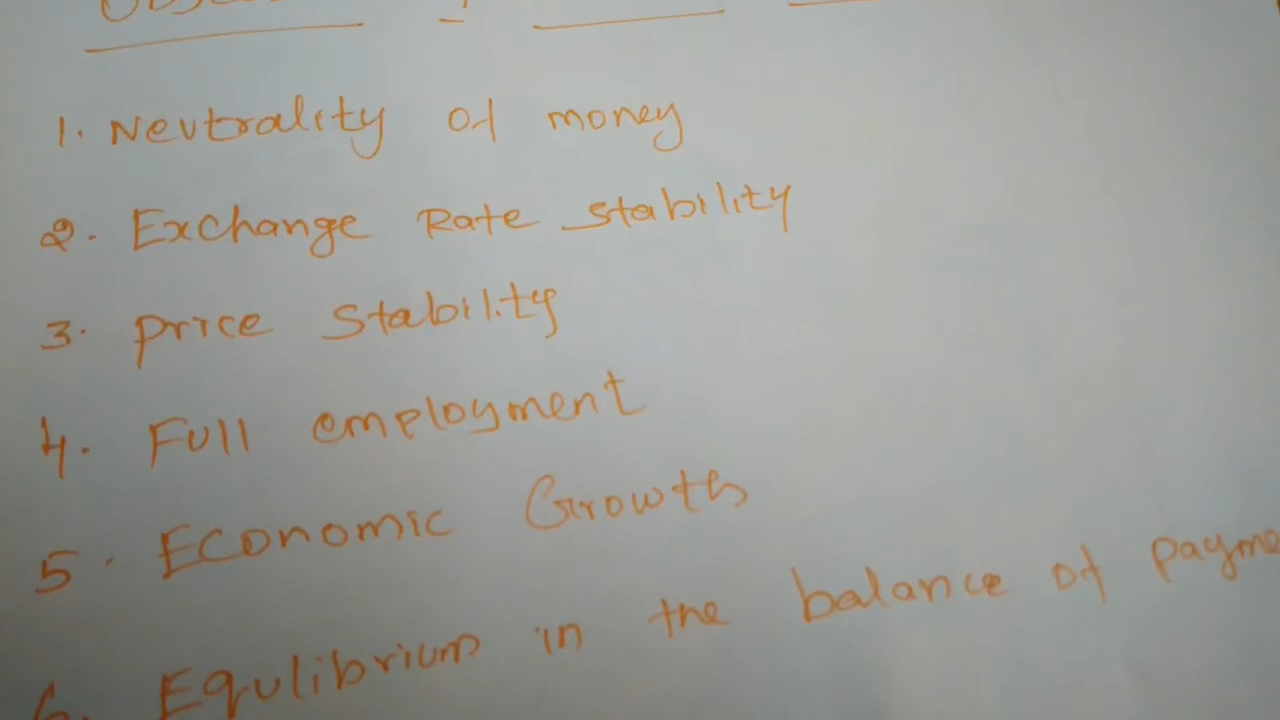 1. Neutrality of money
2. Exchange Rate stability
3. price stability
4. Full employment
5. Economic Growth
6. Equlibrium in the balance of